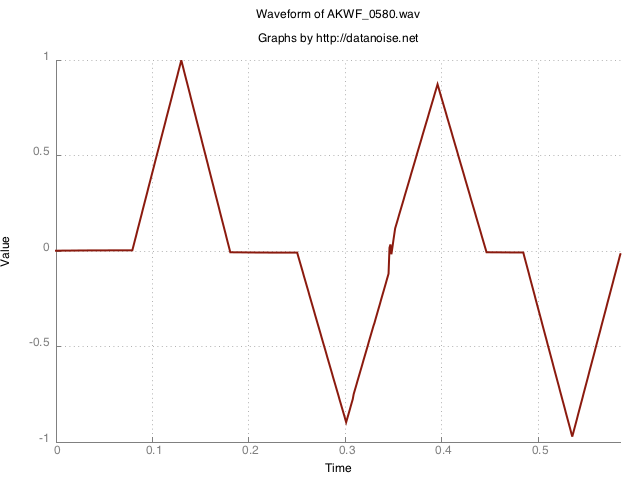 Waveform of AKWF_0580.wav
Graphs by http://datanoise.net
1
0.5
0
-0.5
-1
Value
0 0.1 0.2 0.3 0.4 0.5
Time